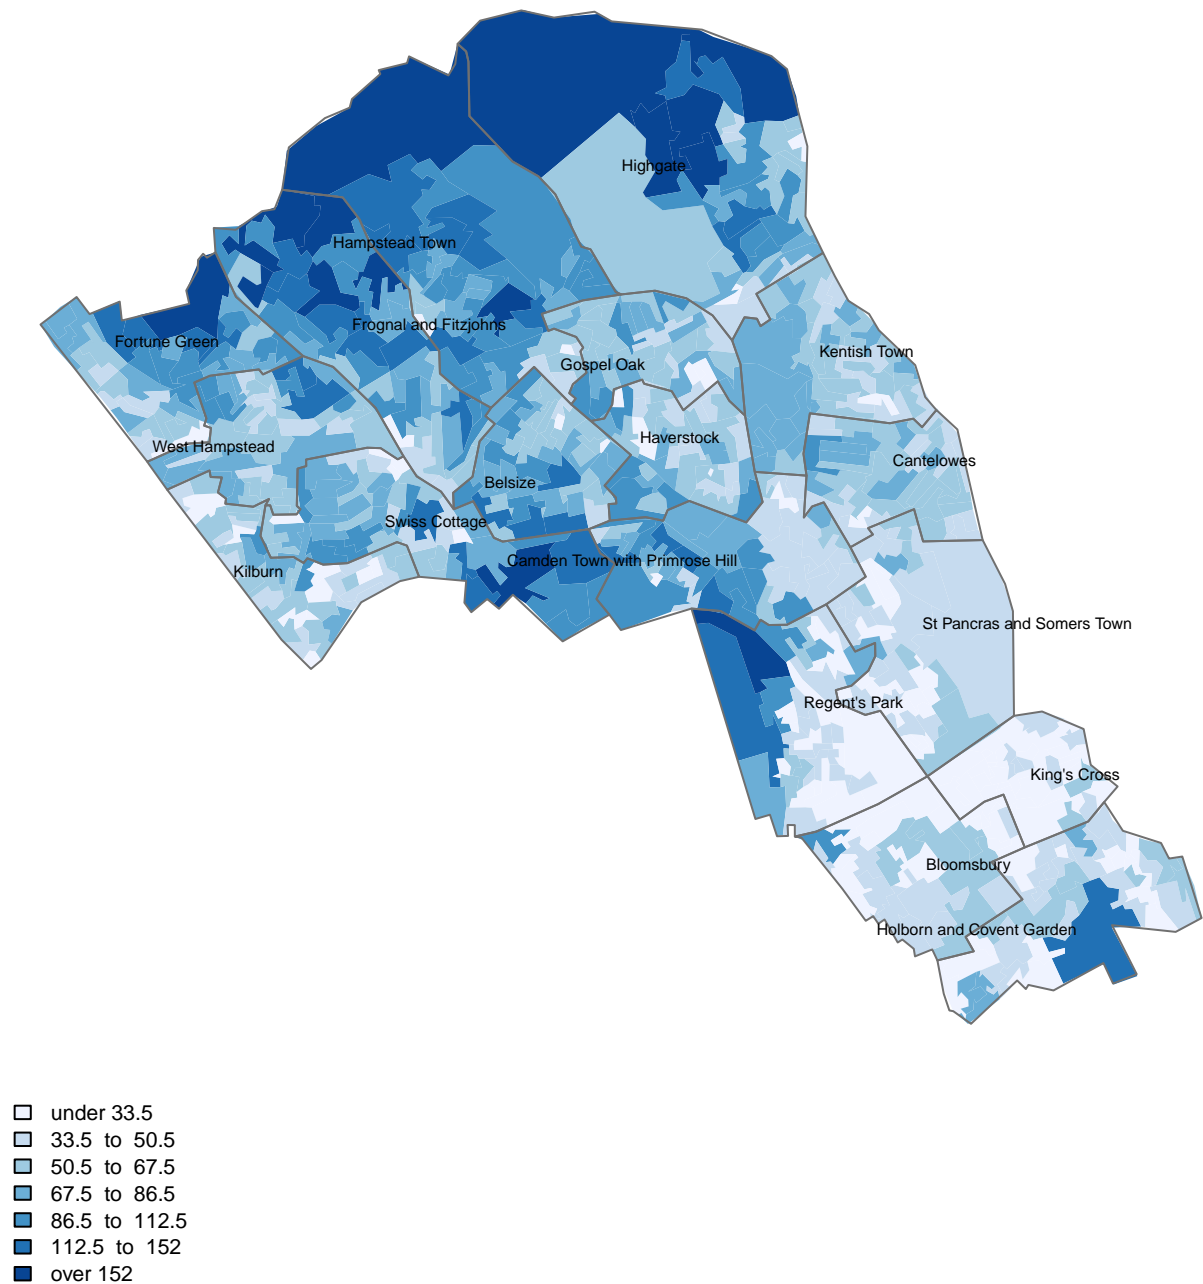 Highgate
Hampstead Town
Frognal and Fitzjohns
Fortune Green
Kentish Town
Gospel Oak
Haverstock
West Hampstead
Cantelowes
Belsize
Swiss Cottage
Camden Town with Primrose Hill
Kilburn
St Pancras and Somers Town
Regent's Park
King's Cross
Bloomsbury
Holborn and Covent Garden
under 33.5
33.5 to 50.5
50.5 to 67.5
67.5 to 86.5
86.5 to 112.5
112.5 to 152
over 152